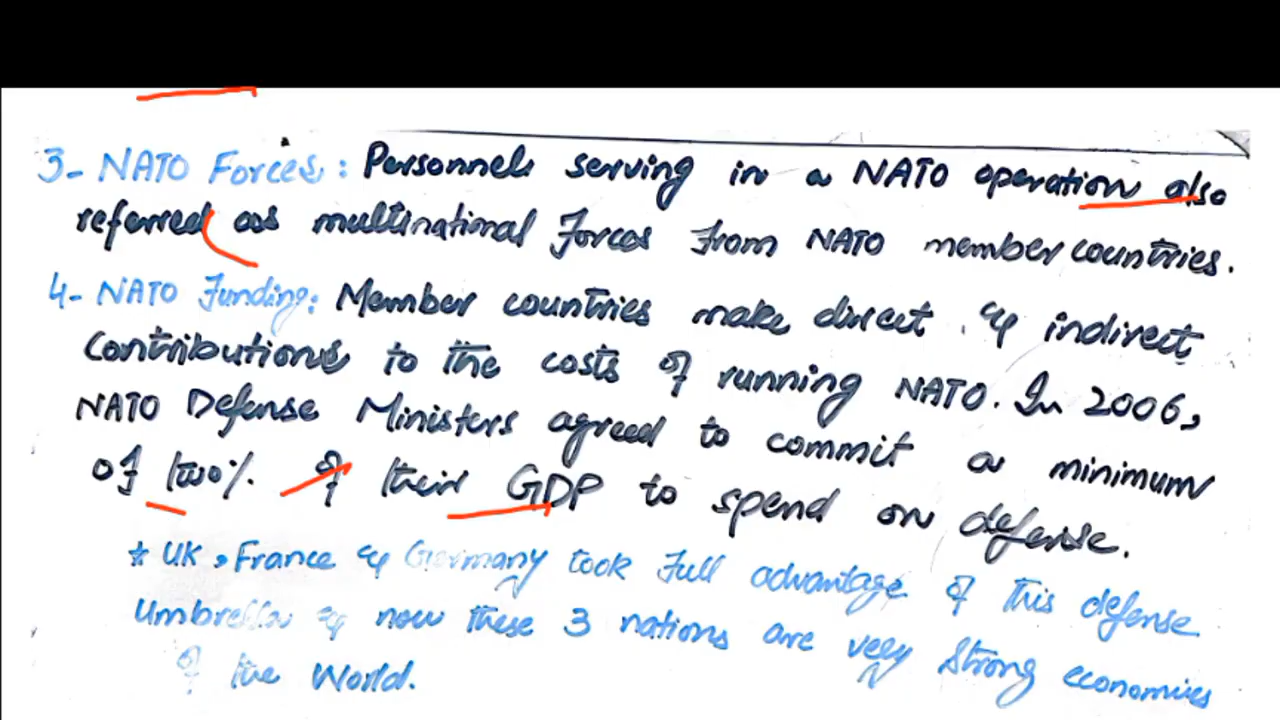 3- NATO Forces: Personnels serving in a NATO operation also
referred as multinational Forces from NATO member countries.
4- NATO Funding: Member countries make direct & indirect
Contributions to the costs of running NATO. In 2006,
NATO Defense Ministers agreed to commit a minimum
of two% of their GDP to spend on defense.
* UK, France & Germany took full advantage of this defense
Umbrella & now these 3 nations are very strong economies
of the World.